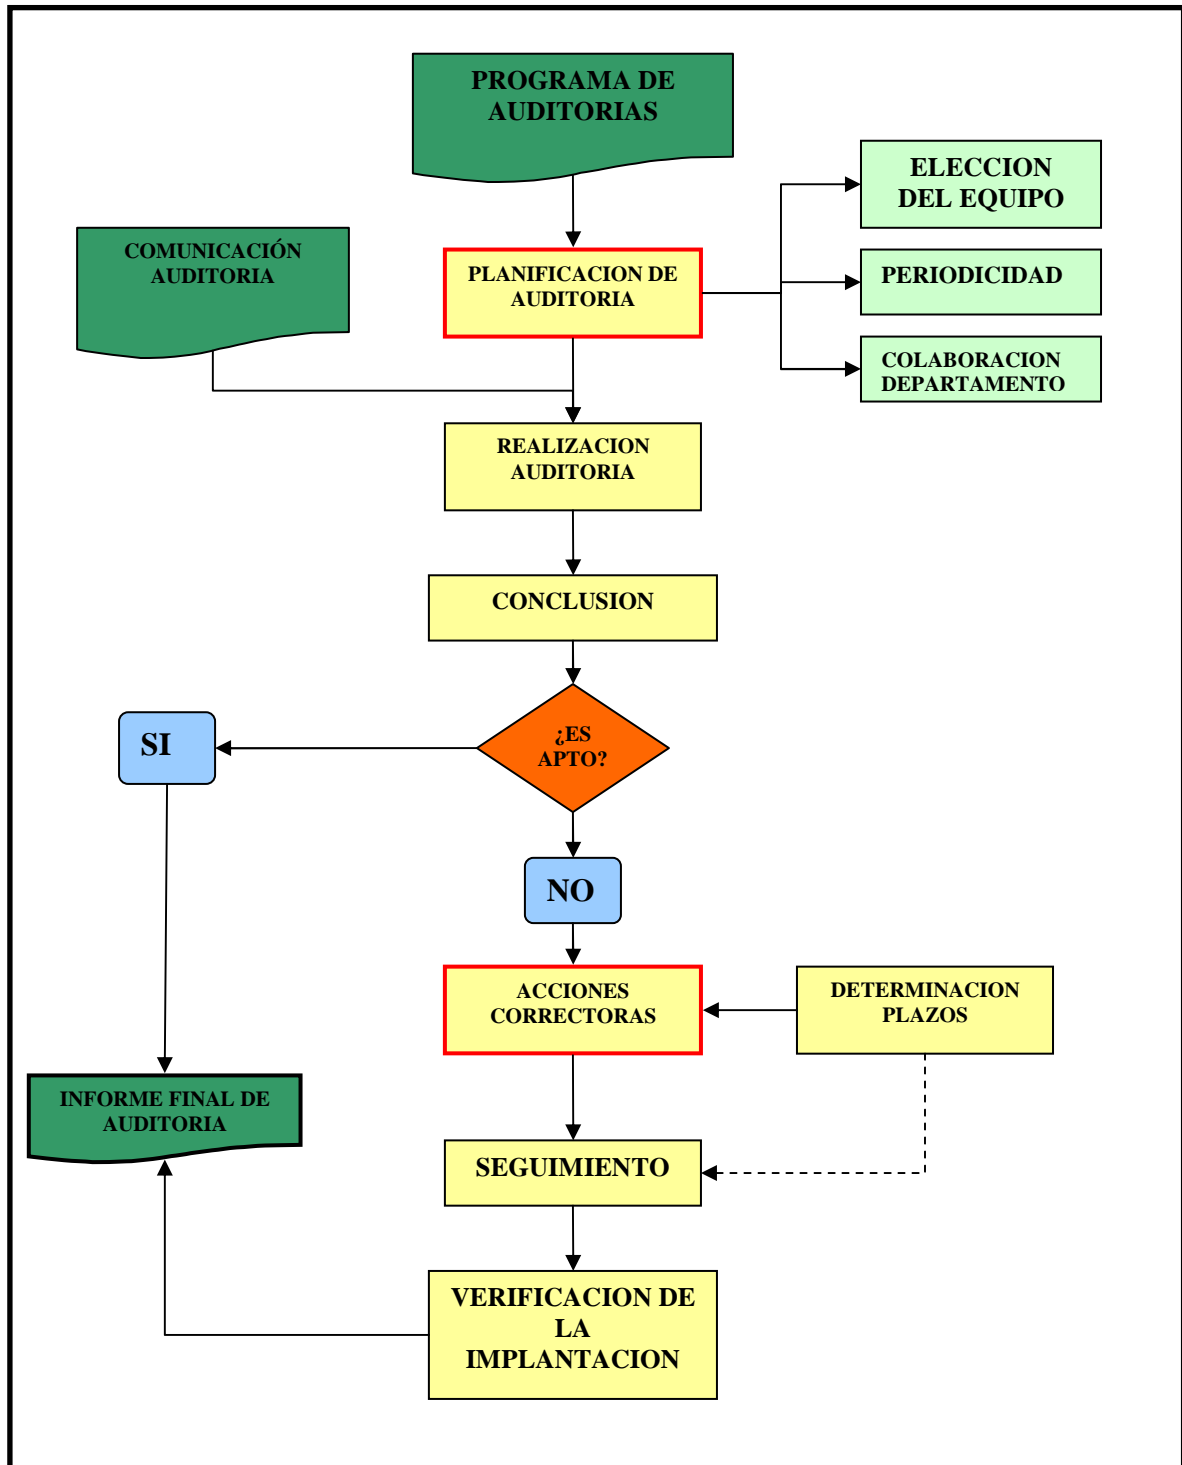 PROGRAMA DE
AUDITORIAS
ELECCION
DEL EQUIPO
COMUNICACIÓN
AUDITORIA
PLANIFICACION DE
AUDITORIA
PERIODICIDAD
COLABORACION
DEPARTAMENTO
REALIZACION
AUDITORIA
CONCLUSION
¿ES
APTO?
SI
NO
ACCIONES
CORRECTORAS
DETERMINACION
PLAZOS
INFORME FINAL DE
AUDITORIA
SEGUIMIENTO
VERIFICACION DE
LA
IMPLANTACION